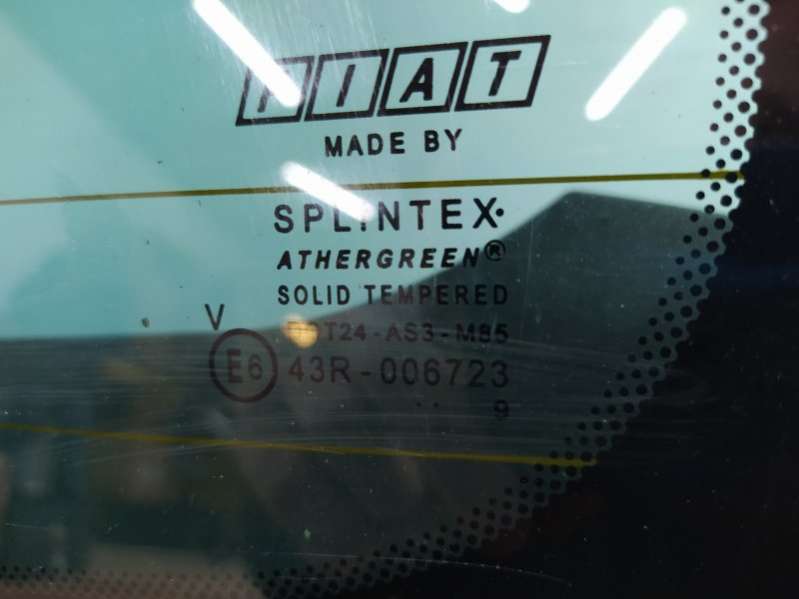 FIAT
MADE BY
SPLINTEX
ATHERGREEN®
SOLID TEMPERED
V
DOT24-AS3-M85
E6 43R-006723
.. 9